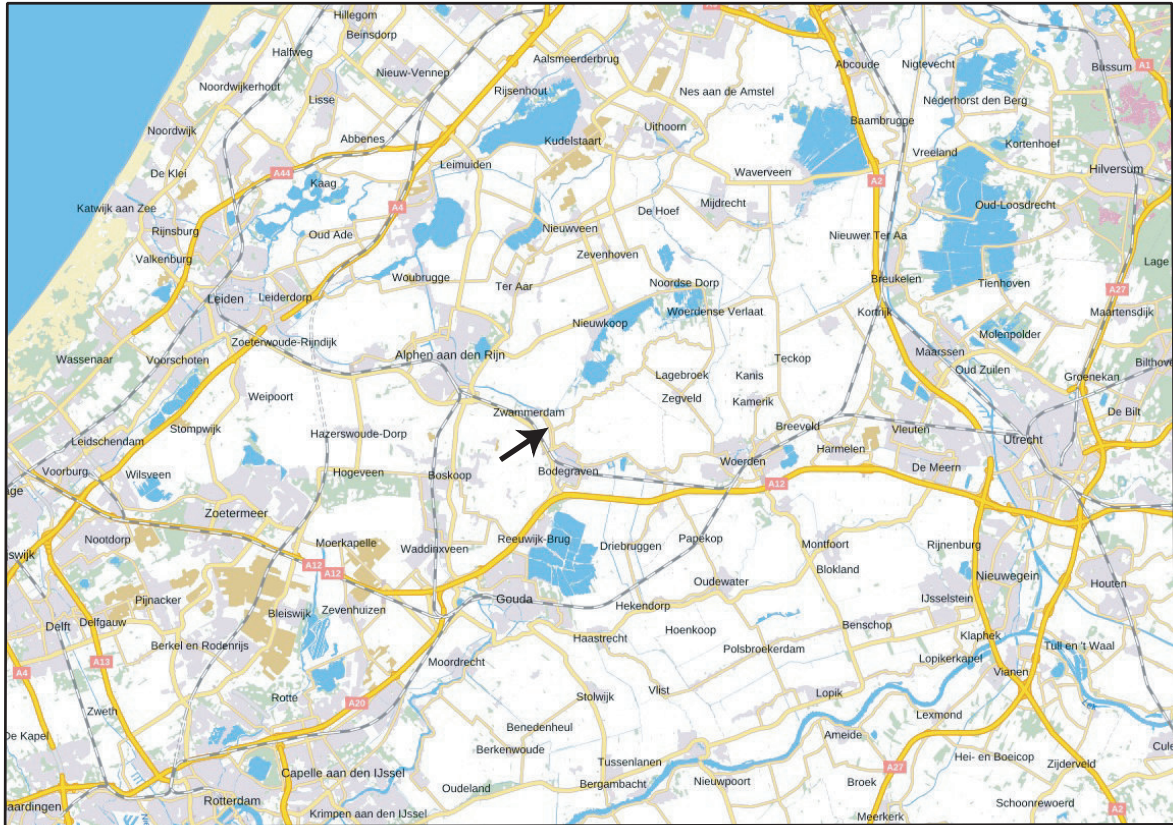 Hillegom
Beinsdorp
Halfweg
Aalsmeerderbrug
Abcoude
Nigtevecht
Bussum
A1
Nieuw-Vennep
Noordwijkerhout
Lisse
Rijsenhout
Nes aan de Amstel
Nederhorst den Berg
Noordwijk
Abbenes
Kudelstaart
Uithoorn
Baambrugge
Kortenhoef
De Klei
A44
Kaag
Leimuiden
Waverveen
Vreeland
Hilversum
A2
Katwijk aan Zee
A4
Mijdrecht
Oud-Loosdrecht
Rijnsburg
Oud Ade
De Hoef
Nieuwveen
Nieuwer Ter Aa
Valkenburg
Zevenhoven
Lage
Woubrugge
Ter Aar
Noordse Dorp
Breukelen
Tienhoven
A27
Leiden
Leiderdorp
Woerdense Verlaat
Kortrijk
Maartensdijk
Nieuwkoop
Molenpolder
Zoeterwoude-Rijndijk
Wassenaar
Voorschoten
Alphen aan den Rijn
Teckop
Maarssen
Oud Zuilen
Bilthov
Lagebroek
Kanis
Groenekan
Weipoort
Zegveld
Kamerik
De Bilt
Zwammerdam
Leidschendam
Stompwijk
Hazerswoude-Dorp
Breeveld
Vleuten
Utrecht
Voorburg
Wilsveen
Hogeveen
Boskoop
Bodegraven
Woerden
Harmelen
De Meern
age
A12
Zoetermeer
Nootdorp
Moerkapelle
Waddinxveen
Reeuwijk-Brug
Driebruggen
Papekop
Montfoort
Rijnenburg
swijk
A12
A12
Blokland
Nieuwegein
Houten
Oudewater
Pijnacker
Bleiswijk
Zevenhuizen
Gouda
Hekendorp
IJsselstein
Delft
Delfgauw
Hoenkoop
Benschop
Haastrecht
Klaphek
Berkel en Rodenrijs
Polsbroekerdam
Tull en 't Waal
A13
Moordrecht
Lopikerkapel
Vianen
A4
Rotte
A20
Stolwijk
Vlist
Lopik
Lek
Zweth
Lexmond
De Kapel
Benedenheul
Ameide
Berkenwoude
Hei- en Boeicop
Cule
Tussenlanen
A27
Zijderveld
Capelle aan den IJssel
Nieuwpoort
Broek
Oudeland
Bergambacht
aardingen
Rotterdam
Schoonrewoerd
A2
Krimpen aan den IJssel
Meerkerk